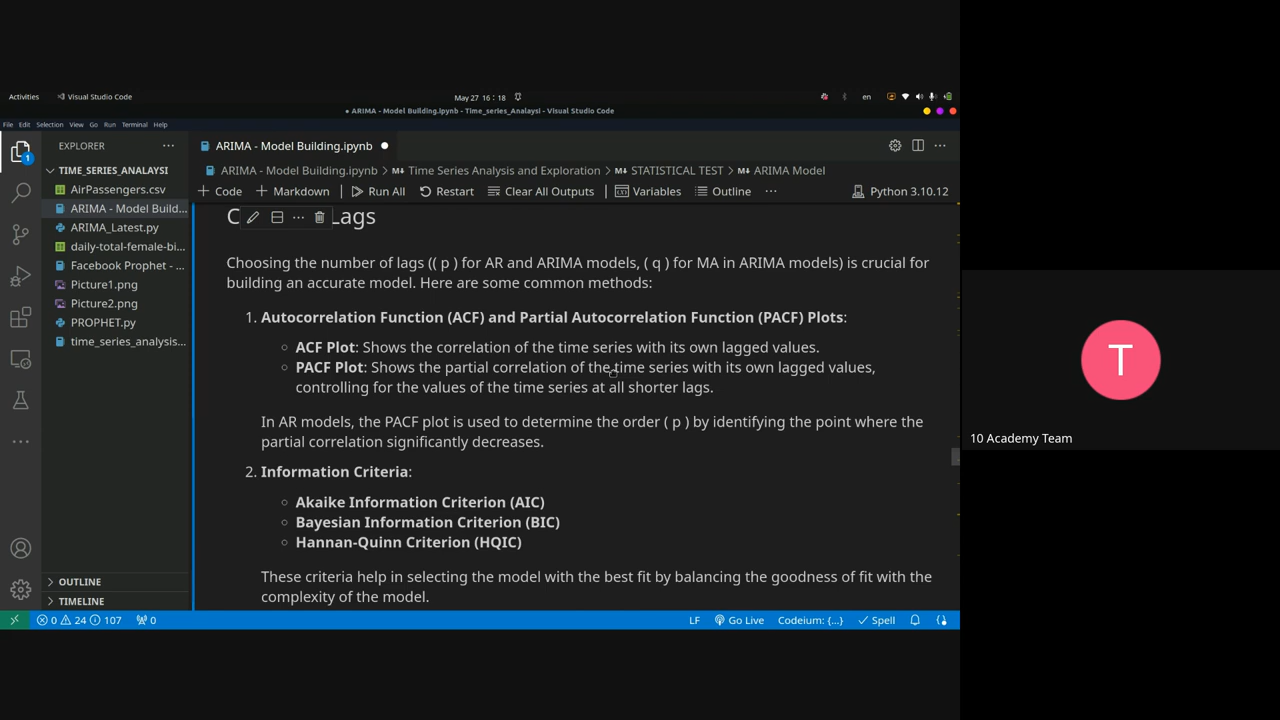 Activities
Visual Studio Code
May 27 16:18
en
● ARIMA - Model Building.ipynb - Time_series_Analaysi - Visual Studio Code
File Edit Selection View Go Run Terminal Help
EXPLORER
ARIMA - Model Building.ipynb
TIME_SERIES_ANALAYSI
ARIMA - Model Building.ipynb > Time Series Analysis and Exploration > STATISTICAL TEST > ARIMA Model
AirPassengers.csv
Code Markdown Run All Restart Clear All Outputs Variables Outline ... Python 3.10.12
ARIMA - Model Build...
ARIMA_Latest.py
daily-total-female-bi...
Facebook Prophet - ...
Picture1.png
Picture2.png
PROPHET.py
time_series_analysis...
OUTLINE
TIMELINE
C Lags
Choosing the number of lags (( p ) for AR and ARIMA models, ( q ) for MA in ARIMA models) is crucial for
building an accurate model. Here are some common methods:
1. Autocorrelation Function (ACF) and Partial Autocorrelation Function (PACF) Plots:
ACF Plot: Shows the correlation of the time series with its own lagged values.
PACF Plot: Shows the partial correlation of the time series with its own lagged values,
controlling for the values of the time series at all shorter lags.
In AR models, the PACF plot is used to determine the order ( p ) by identifying the point where the
partial correlation significantly decreases.
2. Information Criteria:
Akaike Information Criterion (AIC)
Bayesian Information Criterion (BIC)
Hannan-Quinn Criterion (HQIC)
These criteria help in selecting the model with the best fit by balancing the goodness of fit with the
complexity of the model.
0 24 107 0 LF Go Live Codeium: {...} Spell
1
T
10 Academy Team